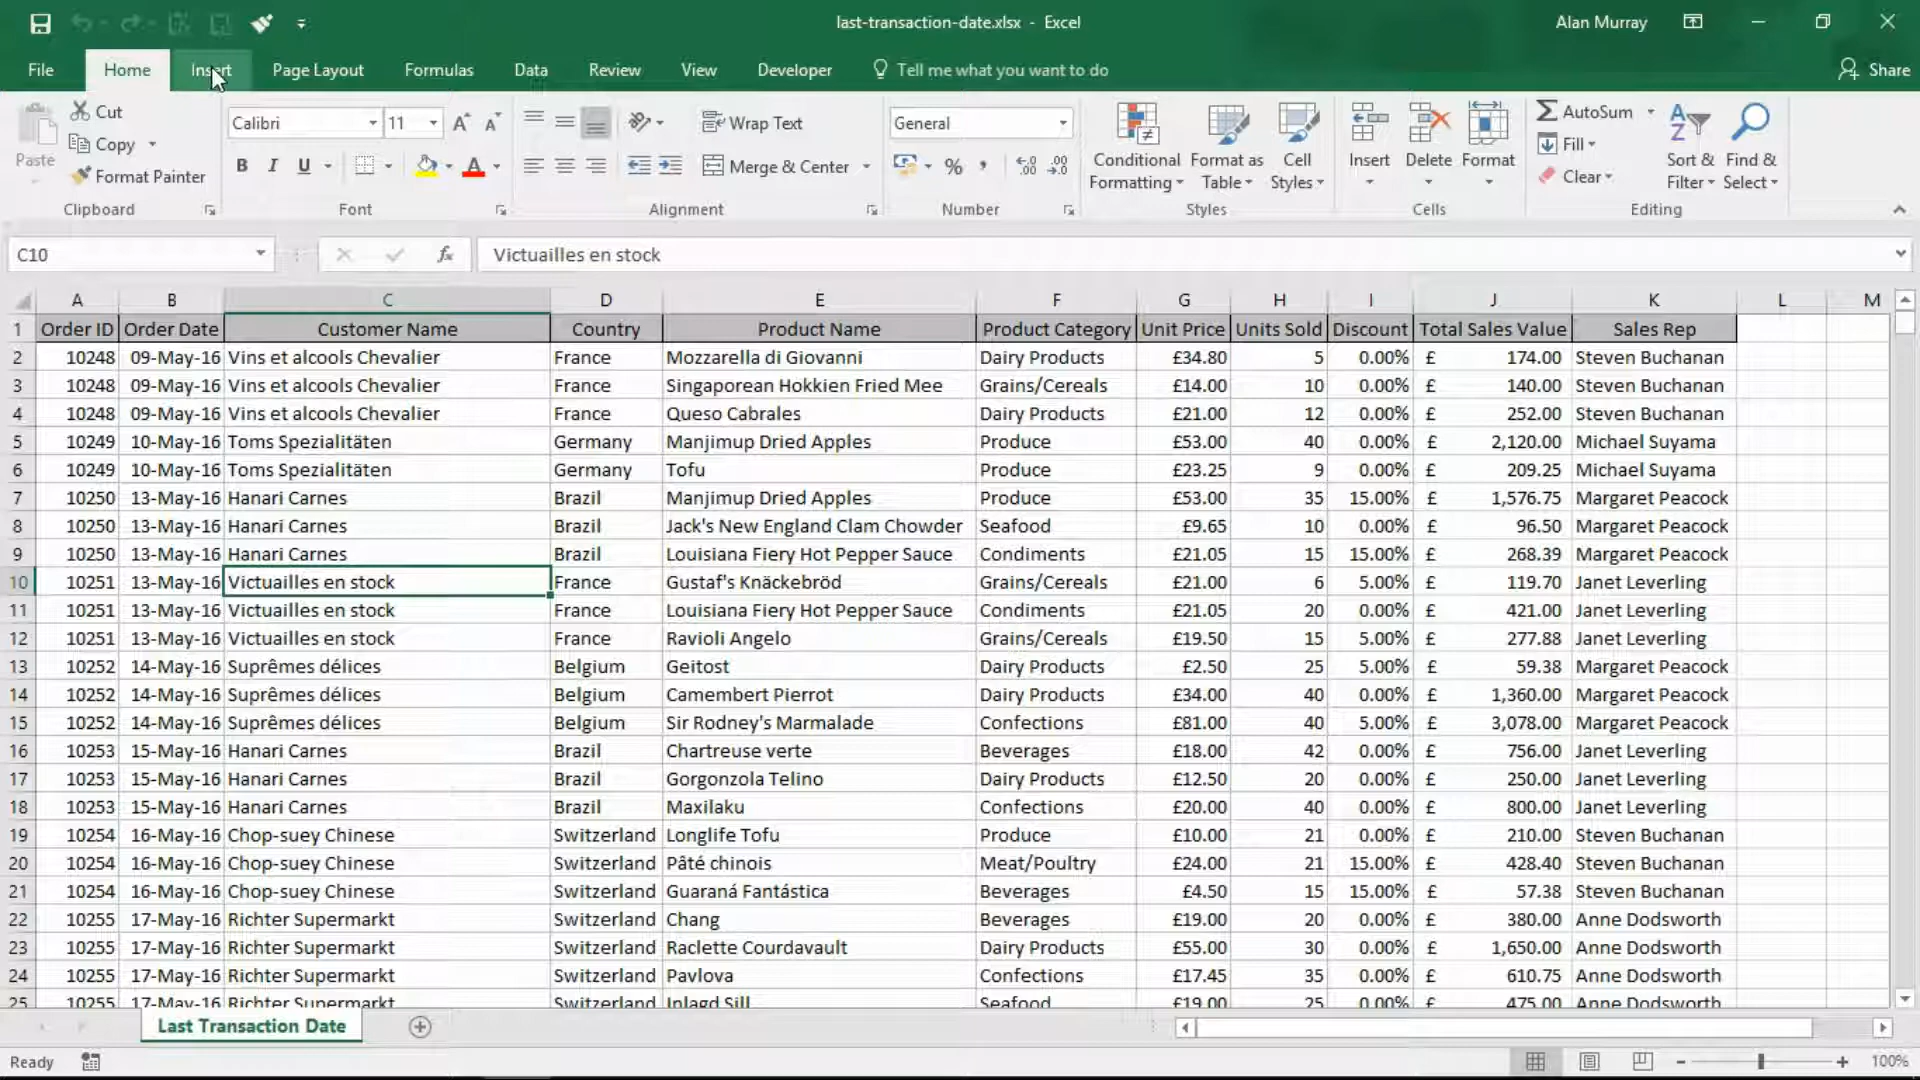 last-transaction-date.xlsx - Excel
Alan Murray
File Home Insert Page Layout Formulas Data Review View Developer Tell me what you want to do Share
Paste
Cut
Copy
Format Painter
Clipboard
Calibri 11
B I U
Font
Wrap Text
Merge & Center
Alignment
General
%
Number
Conditional Formatting
Format as Table
Cell Styles
Styles
Insert Delete Format
Cells
AutoSum
Fill
Clear
Sort & Filter
Find & Select
Editing
C10 fx Victuailles en stock
A B C D E F G H I J K L M
1 Order ID Order Date Customer Name Country Product Name Product Category Unit Price Units Sold Discount Total Sales Value Sales Rep
2 10248 09-May-16 Vins et alcools Chevalier France Mozzarella di Giovanni Dairy Products £34.80 5 0.00% £ 174.00 Steven Buchanan
3 10248 09-May-16 Vins et alcools Chevalier France Singaporean Hokkien Fried Mee Grains/Cereals £14.00 10 0.00% £ 140.00 Steven Buchanan
4 10248 09-May-16 Vins et alcools Chevalier France Queso Cabrales Dairy Products £21.00 12 0.00% £ 252.00 Steven Buchanan
5 10249 10-May-16 Toms Spezialitäten Germany Manjimup Dried Apples Produce £53.00 40 0.00% £ 2,120.00 Michael Suyama
6 10249 10-May-16 Toms Spezialitäten Germany Tofu Produce £23.25 9 0.00% £ 209.25 Michael Suyama
7 10250 13-May-16 Hanari Carnes Brazil Manjimup Dried Apples Produce £53.00 35 15.00% £ 1,576.75 Margaret Peacock
8 10250 13-May-16 Hanari Carnes Brazil Jack's New England Clam Chowder Seafood £9.65 10 0.00% £ 96.50 Margaret Peacock
9 10250 13-May-16 Hanari Carnes Brazil Louisiana Fiery Hot Pepper Sauce Condiments £21.05 15 15.00% £ 268.39 Margaret Peacock
10 10251 13-May-16 Victuailles en stock France Gustaf's Knäckebröd Grains/Cereals £21.00 6 5.00% £ 119.70 Janet Leverling
11 10251 13-May-16 Victuailles en stock France Louisiana Fiery Hot Pepper Sauce Condiments £21.05 20 0.00% £ 421.00 Janet Leverling
12 10251 13-May-16 Victuailles en stock France Ravioli Angelo Grains/Cereals £19.50 15 5.00% £ 277.88 Janet Leverling
13 10252 14-May-16 Suprêmes délices Belgium Geitost Dairy Products £2.50 25 5.00% £ 59.38 Margaret Peacock
14 10252 14-May-16 Suprêmes délices Belgium Camembert Pierrot Dairy Products £34.00 40 0.00% £ 1,360.00 Margaret Peacock
15 10252 14-May-16 Suprêmes délices Belgium Sir Rodney's Marmalade Confections £81.00 40 5.00% £ 3,078.00 Margaret Peacock
16 10253 15-May-16 Hanari Carnes Brazil Chartreuse verte Beverages £18.00 42 0.00% £ 756.00 Janet Leverling
17 10253 15-May-16 Hanari Carnes Brazil Gorgonzola Telino Dairy Products £12.50 20 0.00% £ 250.00 Janet Leverling
18 10253 15-May-16 Hanari Carnes Brazil Maxilaku Confections £20.00 40 0.00% £ 800.00 Janet Leverling
19 10254 16-May-16 Chop-suey Chinese Switzerland Longlife Tofu Produce £10.00 21 0.00% £ 210.00 Steven Buchanan
20 10254 16-May-16 Chop-suey Chinese Switzerland Pâté chinois Meat/Poultry £24.00 21 15.00% £ 428.40 Steven Buchanan
21 10254 16-May-16 Chop-suey Chinese Switzerland Guaraná Fantástica Beverages £4.50 15 15.00% £ 57.38 Steven Buchanan
22 10255 17-May-16 Richter Supermarkt Switzerland Chang Beverages £19.00 20 0.00% £ 380.00 Anne Dodsworth
23 10255 17-May-16 Richter Supermarkt Switzerland Raclette Courdavault Dairy Products £55.00 30 0.00% £ 1,650.00 Anne Dodsworth
24 10255 17-May-16 Richter Supermarkt Switzerland Pavlova Confections £17.45 35 0.00% £ 610.75 Anne Dodsworth
25 10255 17-May-16 Richter Supermarkt Switzerland Inlagd Sill Seafood £19.00 25 0.00% £ 475.00 Anne Dodsworth
Last Transaction Date
Ready
100%